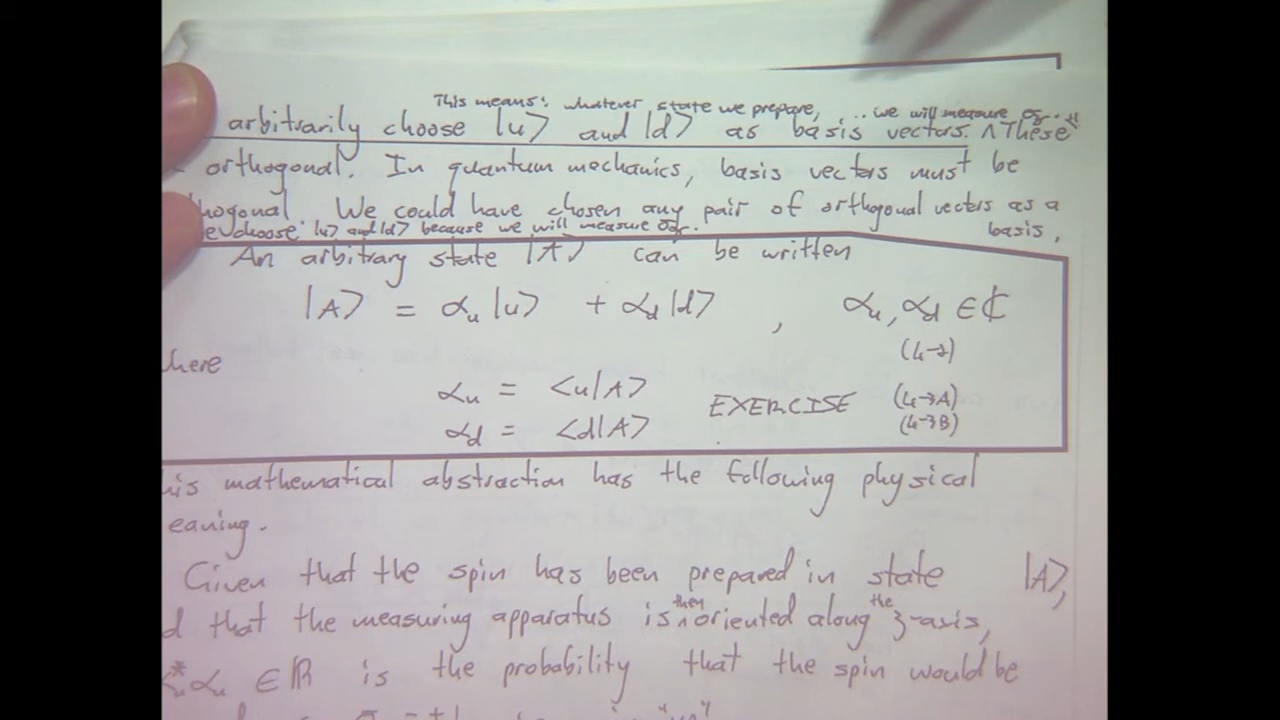 This means: whatever state we prepare, ... we will measure σz.."
arbitrarily choose |u> and |d> as basis vectors. ∧ These
orthogonal. In quantum mechanics, basis vectors must be
hogonal. We could have chosen any pair of orthogonal vectors as a
basis,
e choose |u> and |d> because we will measure σz.
An arbitrary state |A> can be written
|A> = αu |u> + αd |d> , αu, αd ∈ ℂ
(4-2)
here
αu = <u|A>
EXERCISE (4-3A)
αd = <d|A> (4-3B)
his mathematical abstraction has the following physical
eaning.
Given that the spin has been prepared in state |A>,
then the
d that the measuring apparatus is ∧ oriented along z-axis,
αu* αu ∈ ℝ is the probability that the spin would be